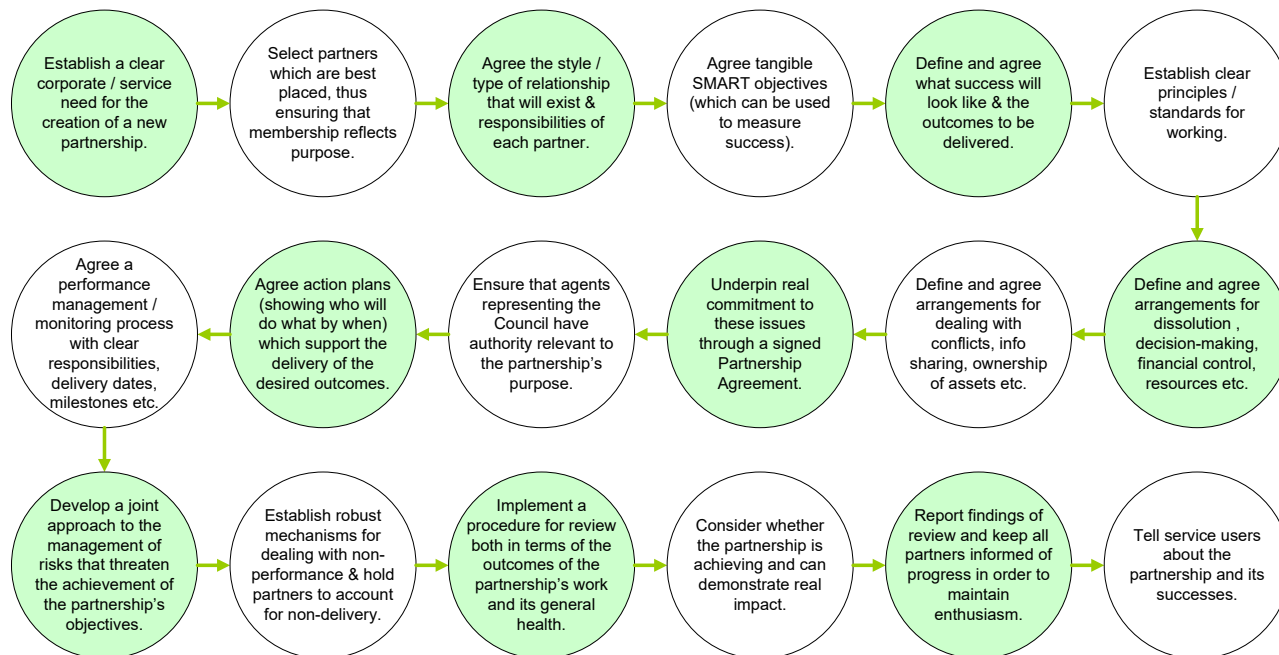 Establish a clear
corporate / service
need for the
creation of a new
partnership.
Select partners
which are best
placed, thus
ensuring that
membership reflects
purpose.
Agree the style /
type of relationship
that will exist &
responsibilities of
each partner.
Agree tangible
SMART objectives
(which can be used
to measure
success).
Define and agree
what success will
look like & the
outcomes to be
delivered.
Establish clear
principles /
standards for
working.
Define and agree
arrangements for
dissolution ,
decision-making,
financial control,
resources etc.
Define and agree
arrangements for
dealing with
conflicts, info
sharing, ownership
of assets etc.
Underpin real
commitment to
these issues
through a signed
Partnership
Agreement.
Ensure that agents
representing the
Council have
authority relevant
to the partnership’s
purpose.
Agree action plans
(showing who will
do what by when)
which support the
delivery of the
desired outcomes.
Agree a
performance
management /
monitoring process
with clear
responsibilities,
delivery dates,
milestones etc.
Develop a joint
approach to the
management of
risks that threaten
the achievement of
the partnership’s
objectives.
Establish robust
mechanisms for
dealing with non-
performance & hold
partners to account
for non-delivery.
Implement a
procedure for review
both in terms of the
outcomes of the
partnership’s work
and its general
health.
Consider whether
the partnership is
achieving and can
demonstrate real
impact.
Report findings of
review and keep all
partners informed of
progress in order to
maintain
enthusiasm.
Tell service users
about the
partnership and its
successes.